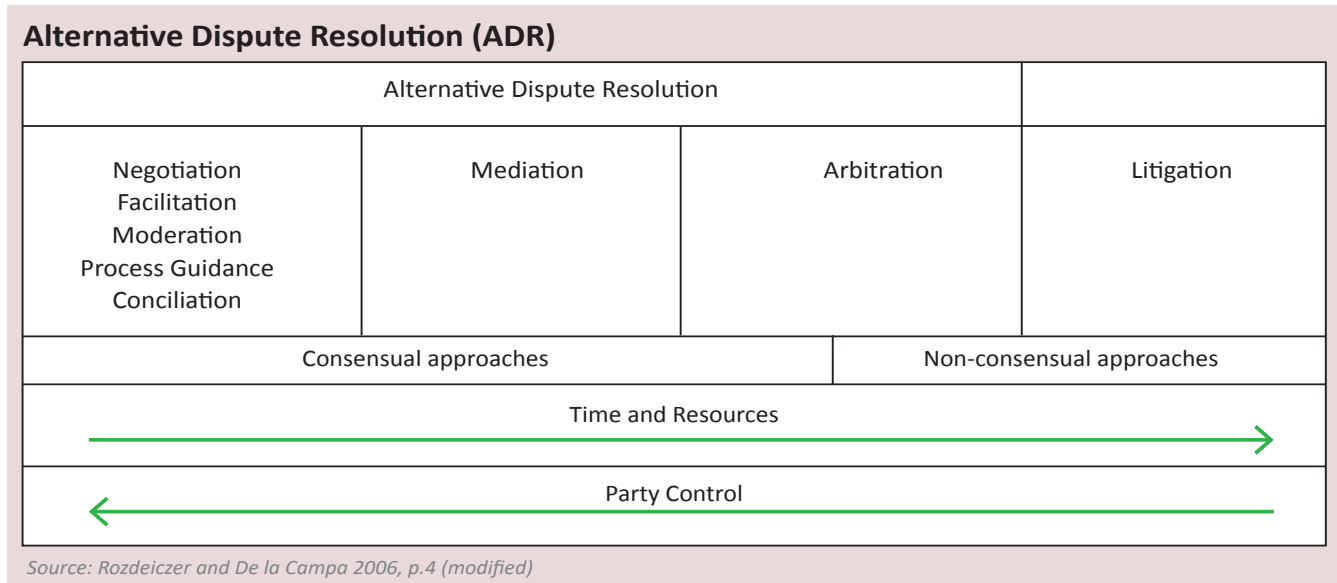 Alternative Dispute Resolution (ADR)
Alternative Dispute Resolution
Negotiation
Facilitation
Moderation
Process Guidance
Conciliation
Mediation
Arbitration
Litigation
Consensual approaches
Non-consensual approaches
Time and Resources
Party Control
Source: Rozdeiczer and De la Campa 2006, p.4 (modified)